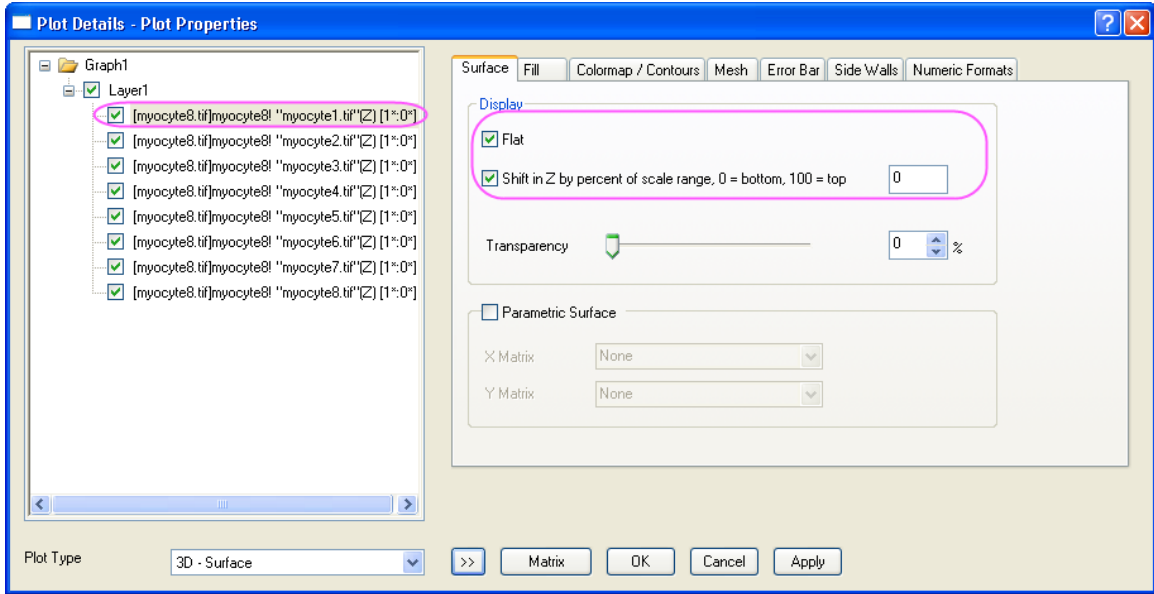 Plot Details - Plot Properties
Graph1
Layer1
[myocyte8.tif]myocyte8! "myocyte1.tif"(Z) [1*:0*]
[myocyte8.tif]myocyte8! "myocyte2.tif"(Z) [1*:0*]
[myocyte8.tif]myocyte8! "myocyte3.tif"(Z) [1*:0*]
[myocyte8.tif]myocyte8! "myocyte4.tif"(Z) [1*:0*]
[myocyte8.tif]myocyte8! "myocyte5.tif"(Z) [1*:0*]
[myocyte8.tif]myocyte8! "myocyte6.tif"(Z) [1*:0*]
[myocyte8.tif]myocyte8! "myocyte7.tif"(Z) [1*:0*]
[myocyte8.tif]myocyte8! "myocyte8.tif"(Z) [1*:0*]
Surface Fill Colormap / Contours Mesh Error Bar Side Walls Numeric Formats
Display
Flat
Shift in Z by percent of scale range, 0 = bottom, 100 = top 0
Transparency 0 %
Parametric Surface
X Matrix None
Y Matrix None
Plot Type 3D - Surface >> Matrix OK Cancel Apply